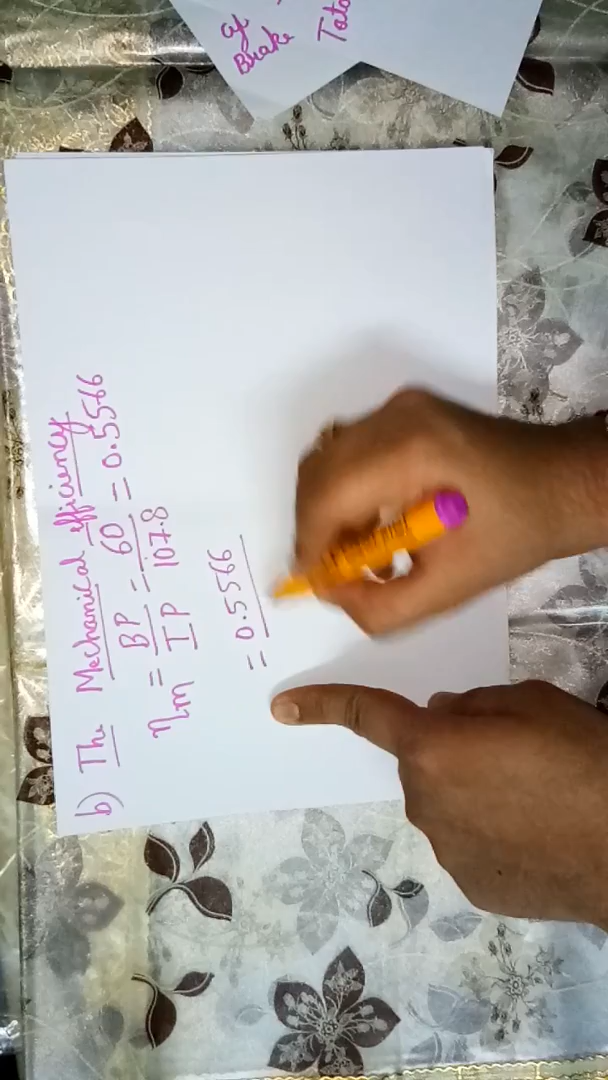 of
Brake
Tota
b) The Mechanical efficiency
ηm = BP/IP = 60/107.8 = 0.5566
= 0.5566